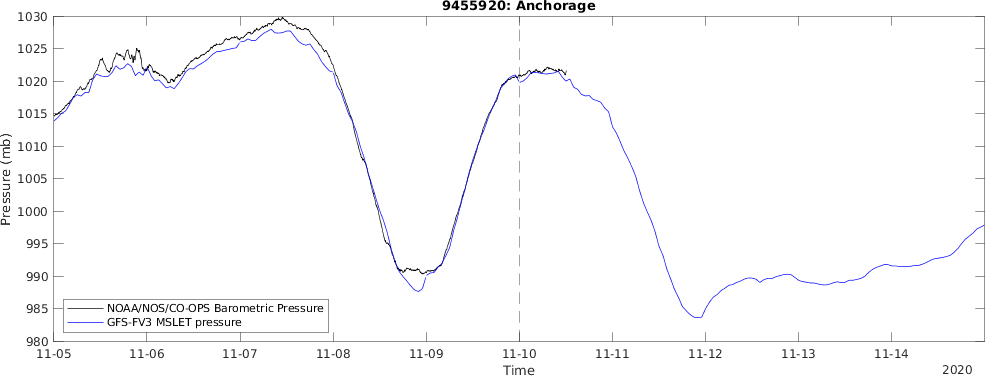 9455920: Anchorage
1030
1025
1020
1015
1010
1005
1000
995
990
985
980
Pressure (mb)
NOAA/NOS/CO-OPS Barometric Pressure
GFS-FV3 MSLET pressure
11-05 11-06 11-07 11-08 11-09 11-10 11-11 11-12 11-13 11-14
Time
2020